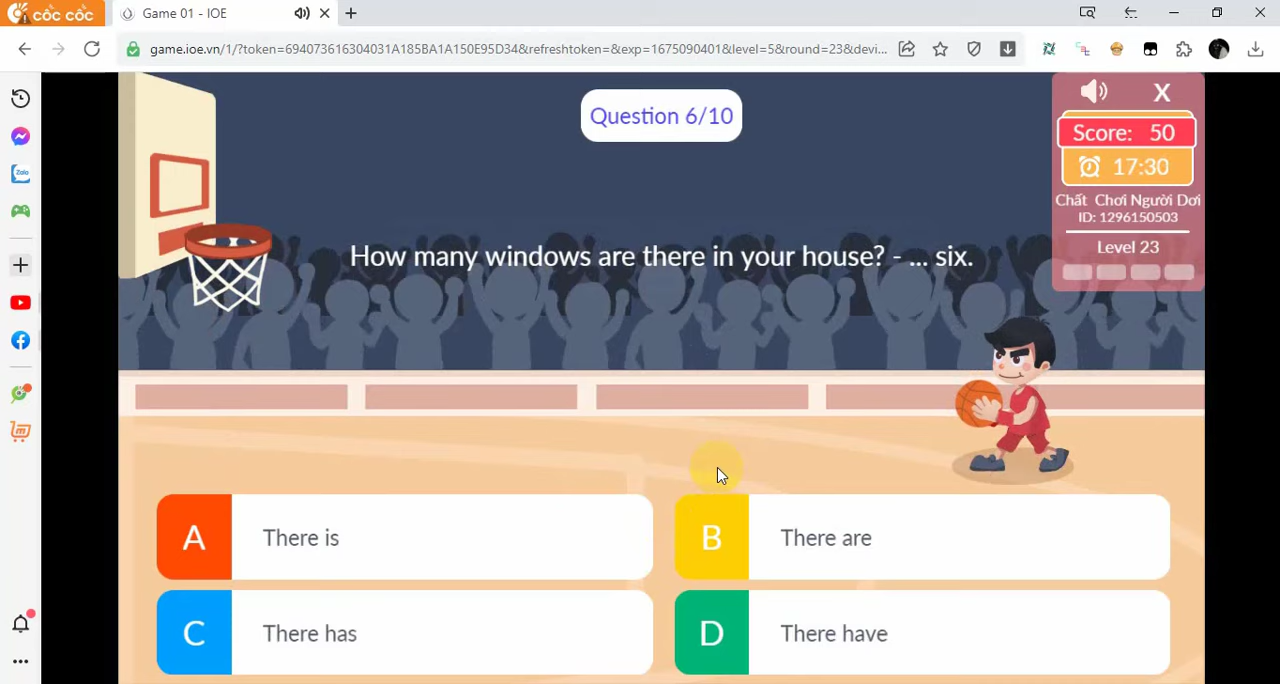 cốc cốc
Game 01 - IOE
game.ioe.vn/1/?token=694073616304031A185BA1A150E95D34&refreshtoken=&exp=1675090401&level=5&round=23&devi...
Question 6/10
Score: 50
17:30
Chất Chơi Người Dơi
ID: 1296150503
Level 23
How many windows are there in your house? - ... six.
A There is
B There are
C There has
D There have
Zalo